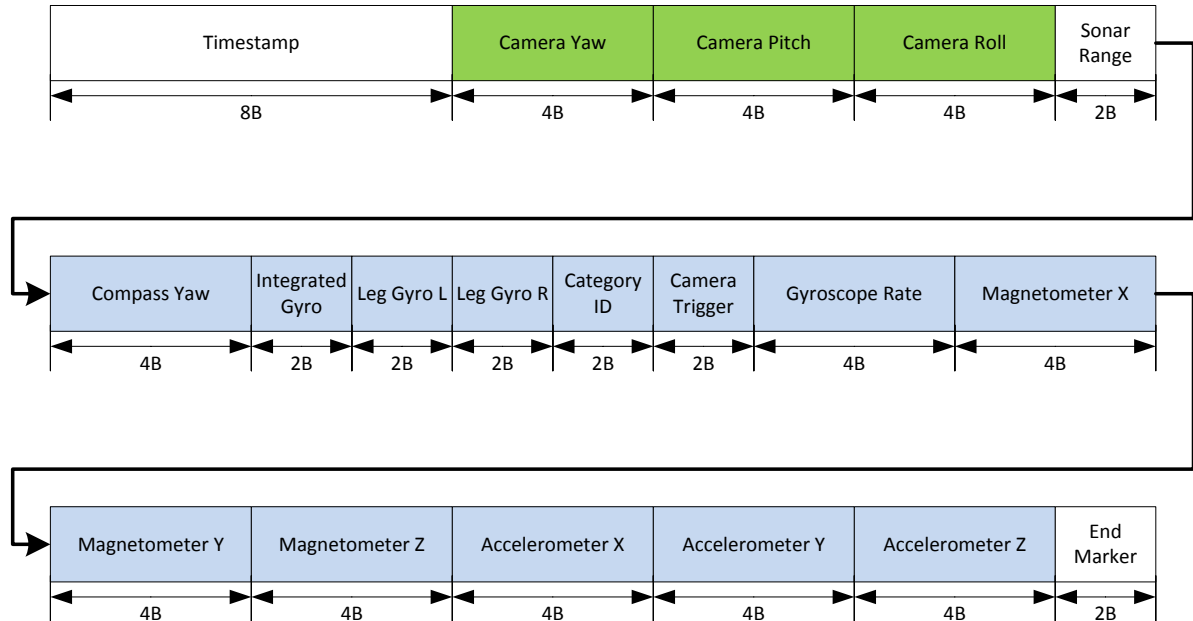 Timestamp
Camera Yaw
Camera Pitch
Camera Roll
Sonar
Range
8B
4B
4B
4B
2B
Compass Yaw
Integrated
Gyro
Leg Gyro L
Leg Gyro R
Category
ID
Camera
Trigger
Gyroscope Rate
Magnetometer X
4B
2B
2B
2B
2B
2B
4B
4B
Magnetometer Y
Magnetometer Z
Accelerometer X
Accelerometer Y
Accelerometer Z
End
Marker
4B
4B
4B
4B
4B
2B